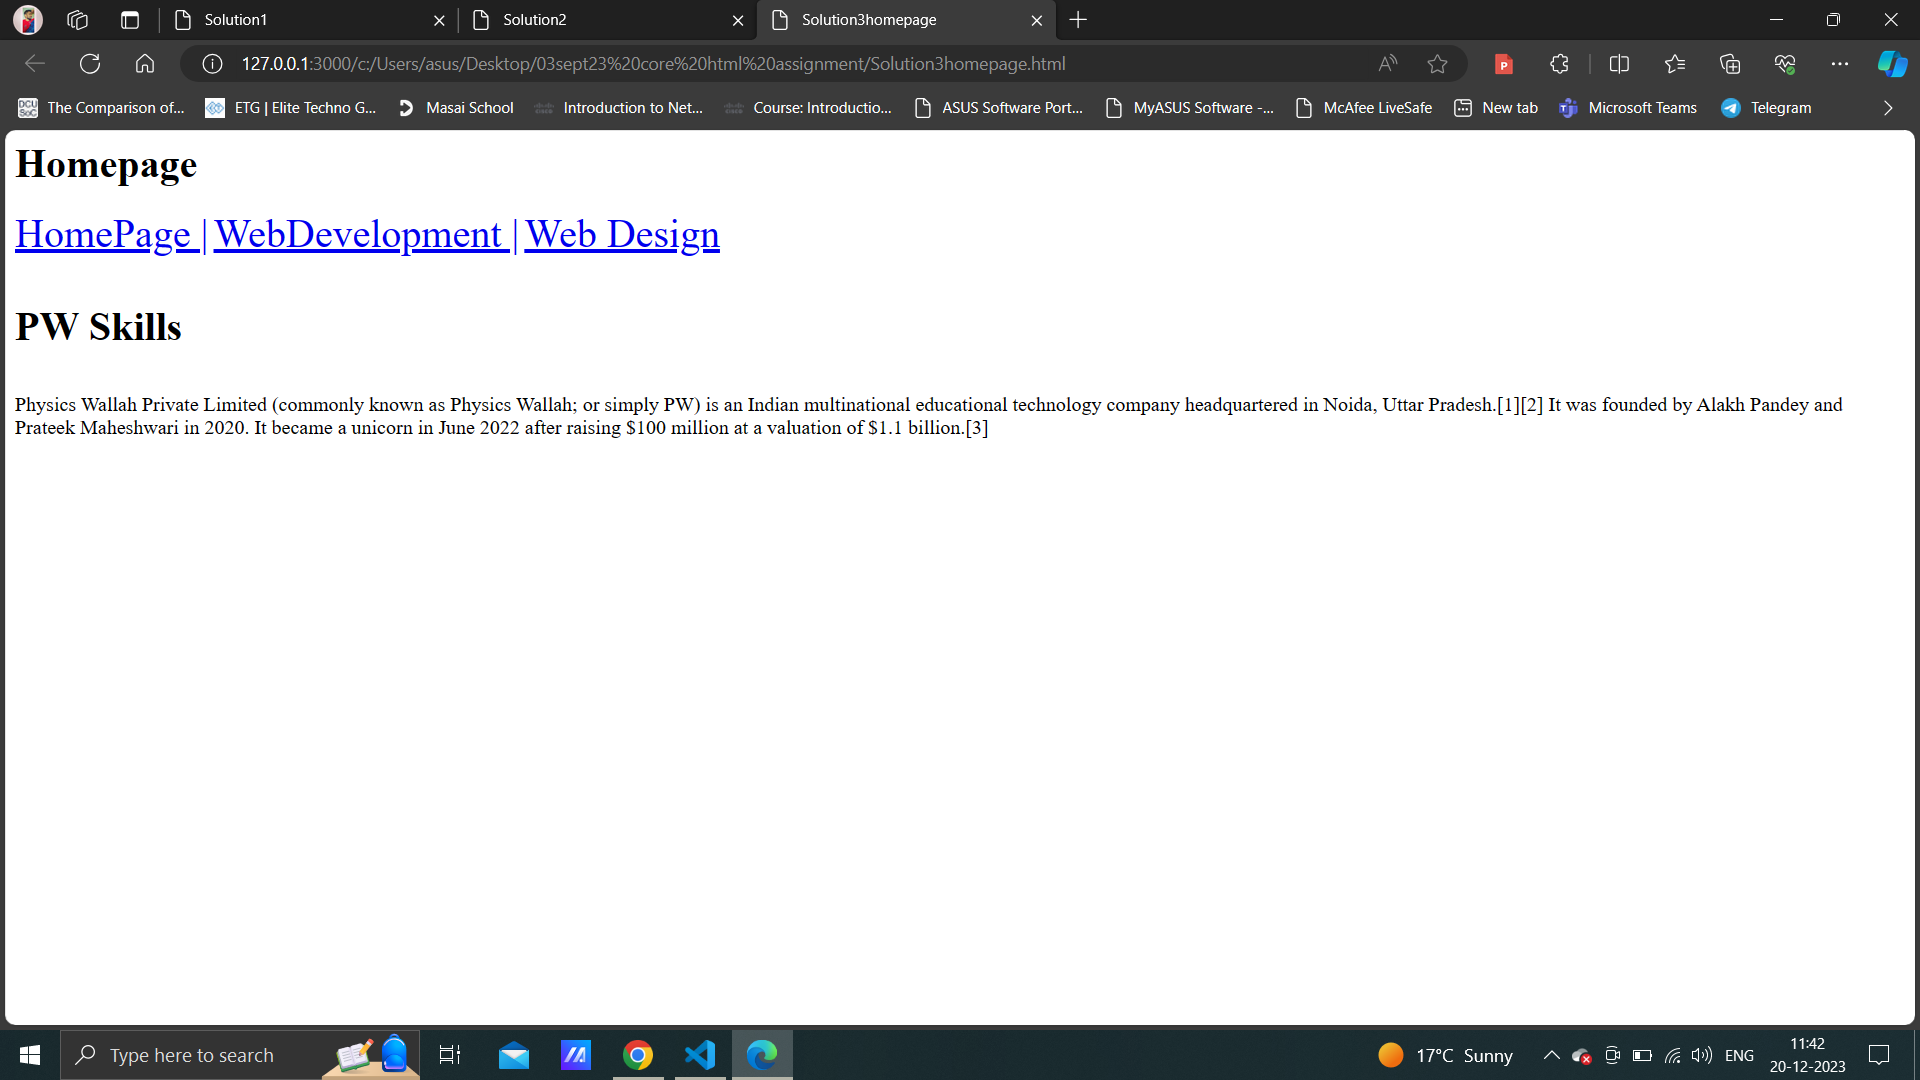 Solution1
Solution2
Solution3homepage
127.0.0.1:3000/c:/Users/asus/Desktop/03sept23%20core%20html%20assignment/Solution3homepage.html
The Comparison of...
ETG | Elite Techno G...
Masai School
Introduction to Net...
Course: Introductio...
ASUS Software Port...
MyASUS Software -...
McAfee LiveSafe
New tab
Microsoft Teams
Telegram
Homepage
HomePage | WebDevelopment | Web Design
PW Skills
Physics Wallah Private Limited (commonly known as Physics Wallah; or simply PW) is an Indian multinational educational technology company headquartered in Noida, Uttar Pradesh.[1][2] It was founded by Alakh Pandey and
Prateek Maheshwari in 2020. It became a unicorn in June 2022 after raising $100 million at a valuation of $1.1 billion.[3]
Type here to search
17°C Sunny
ENG
11:42
20-12-2023